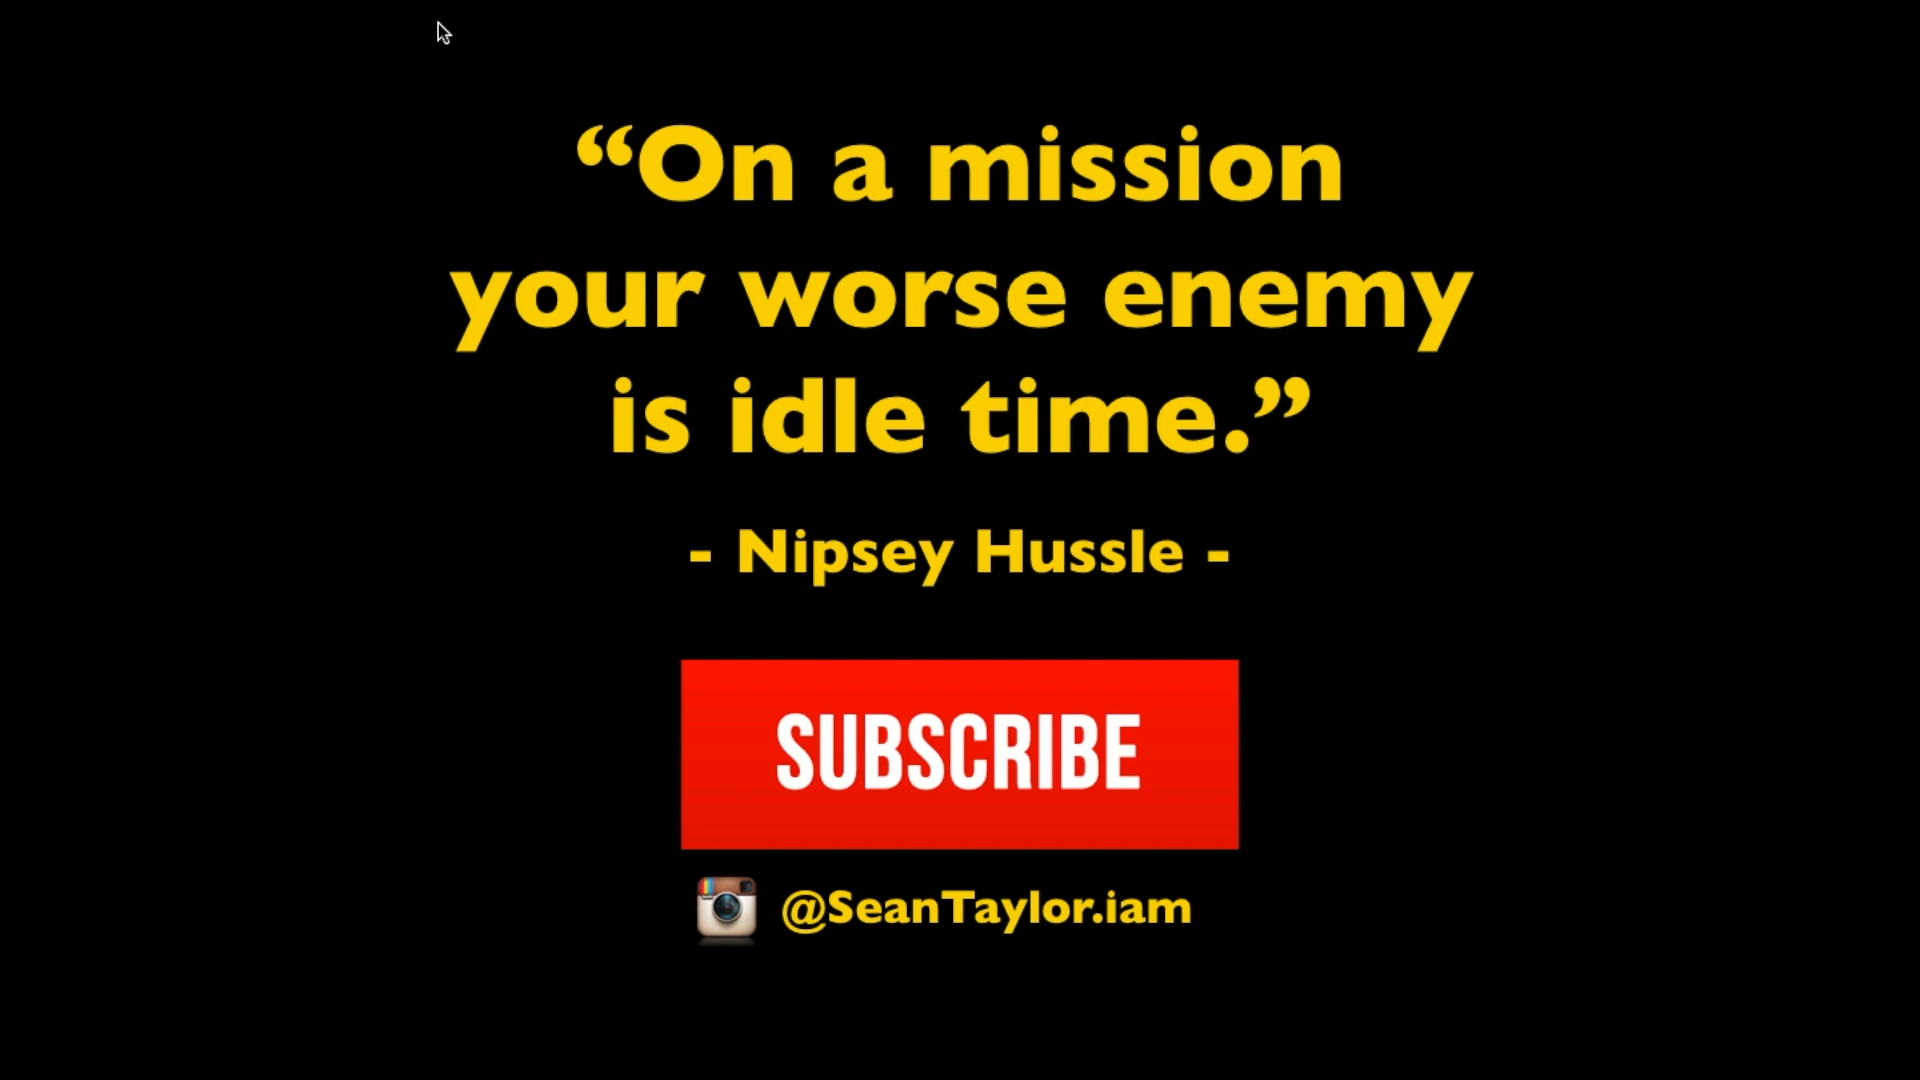 “On a mission
your worse enemy
is idle time.”
- Nipsey Hussle -
SUBSCRIBE
@SeanTaylor.iam